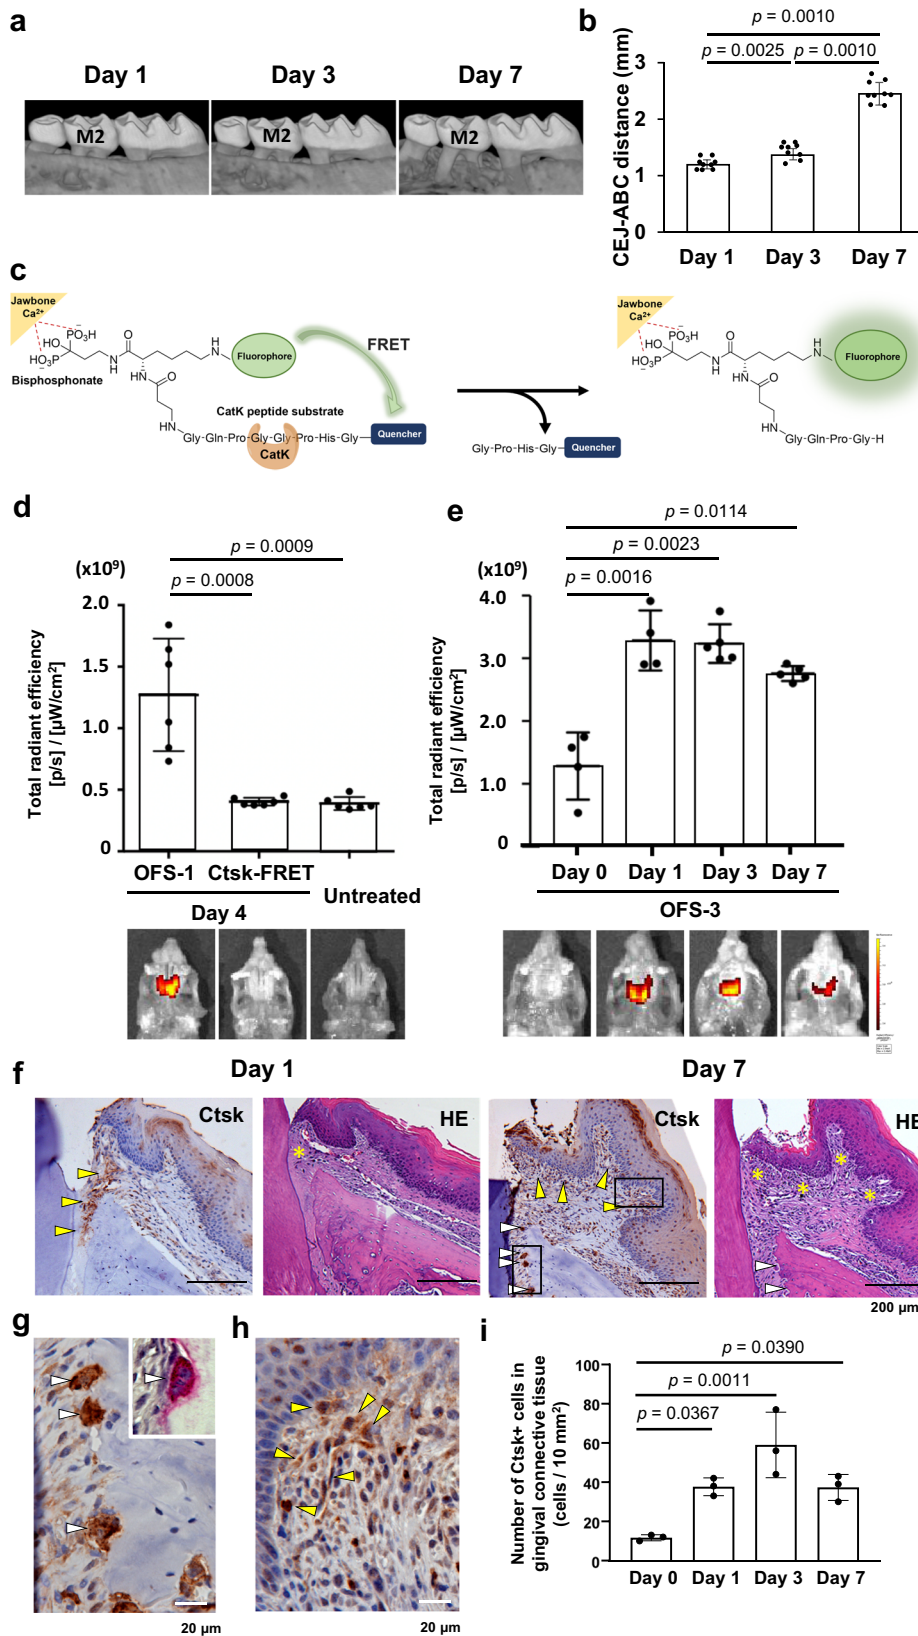 a
Day 1
Day 3
Day 7
M2
M2
M2
b
p = 0.0010
p = 0.0025
p = 0.0010
CEJ-ABC distance (mm)
3
2
1
0
Day 1
Day 3
Day 7
c
Jawbone
Ca2+
PO3H
HO
HO3P
Bisphosphonate
N
H
O
H
N
NH
O
HN
Fluorophore
FRET
CatK peptide substrate
Gly-Gln-Pro-Gly-Gly-Pro-His-Gly
Quencher
CatK
Gly-Pro-His-Gly
Quencher
Jawbone
Ca2+
PO3H
HO
HO3P
N
H
O
H
N
NH
O
HN
Fluorophore
Gly-Gln-Pro-Gly-H
d
p = 0.0009
p = 0.0008
(x10⁹)
Total radiant efficiency
[p/s] / [µW/cm²]
2.0
1.5
1.0
0.5
0
OFS-1
Ctsk-FRET
Untreated
Day 4
e
p = 0.0114
p = 0.0023
p = 0.0016
(x10⁹)
Total radiant efficiency
[p/s] / [µW/cm²]
4.0
3.0
2.0
1.0
0
Day 0
Day 1
Day 3
Day 7
OFS-3
f
Day 1
Day 7
Ctsk
HE
*
Ctsk
HE
*
*
*
*
200 µm
g
20 µm
h
20 µm
i
p = 0.0390
p = 0.0011
p = 0.0367
Number of Ctsk+ cells in
gingival connective tissue
(cells / 10 mm²)
100
80
60
40
20
0
Day 0
Day 1
Day 3
Day 7